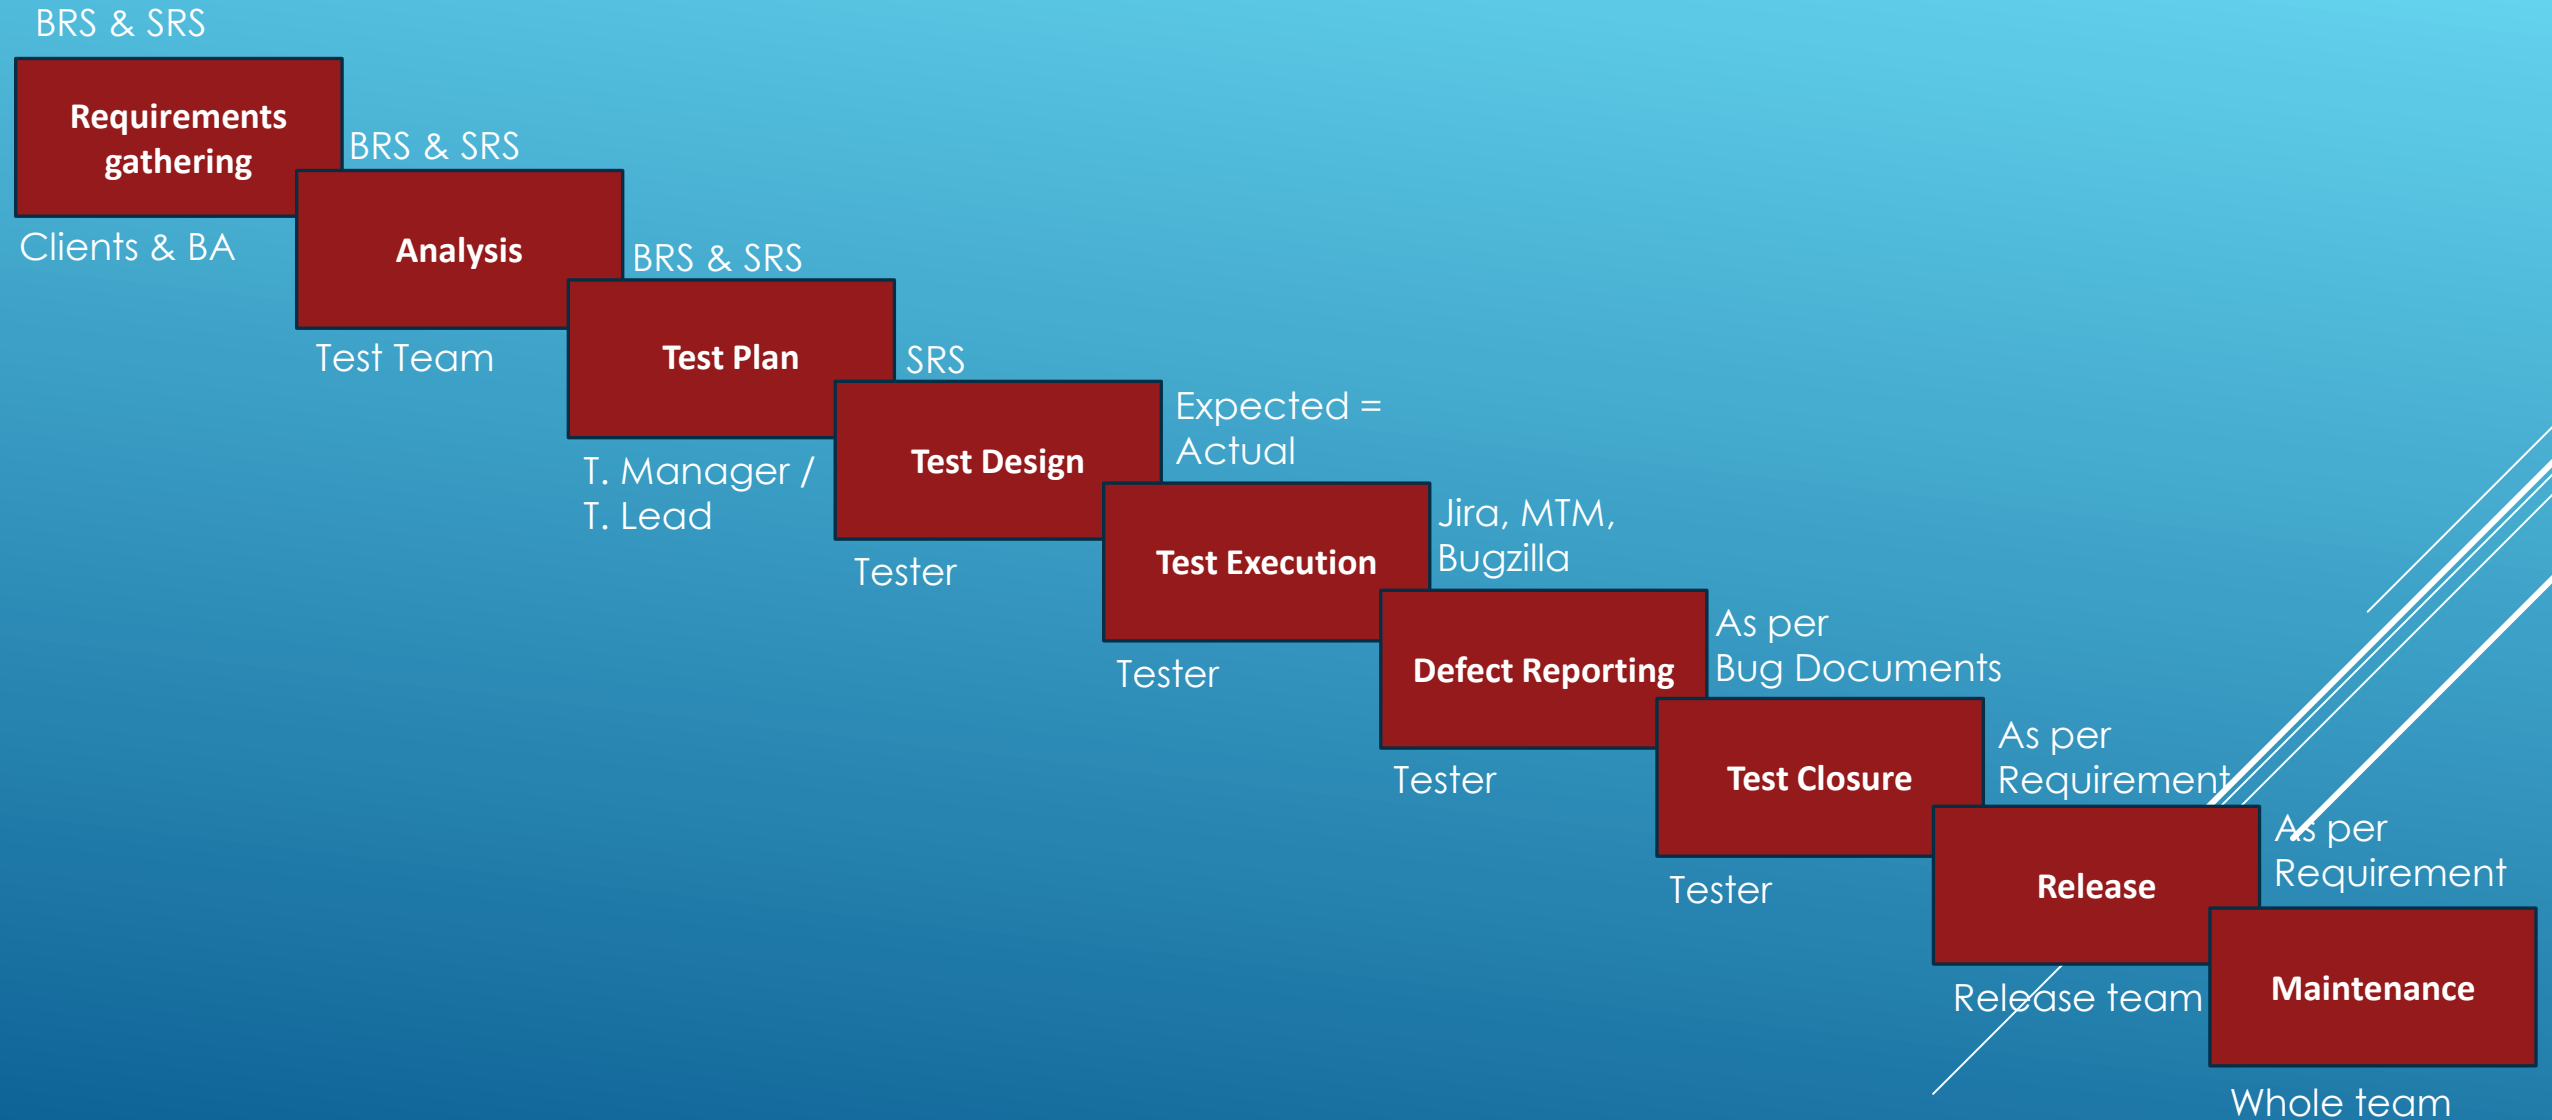 BRS & SRS
Requirements
gathering
Clients & BA
BRS & SRS
Analysis
Test Team
BRS & SRS
Test Plan
T. Manager /
T. Lead
SRS
Test Design
Tester
Expected =
Actual
Test Execution
Tester
Jira, MTM,
Bugzilla
Defect Reporting
Tester
As per
Bug Documents
Test Closure
Tester
As per
Requirement
Release
Release team
As per
Requirement
Maintenance
Whole team